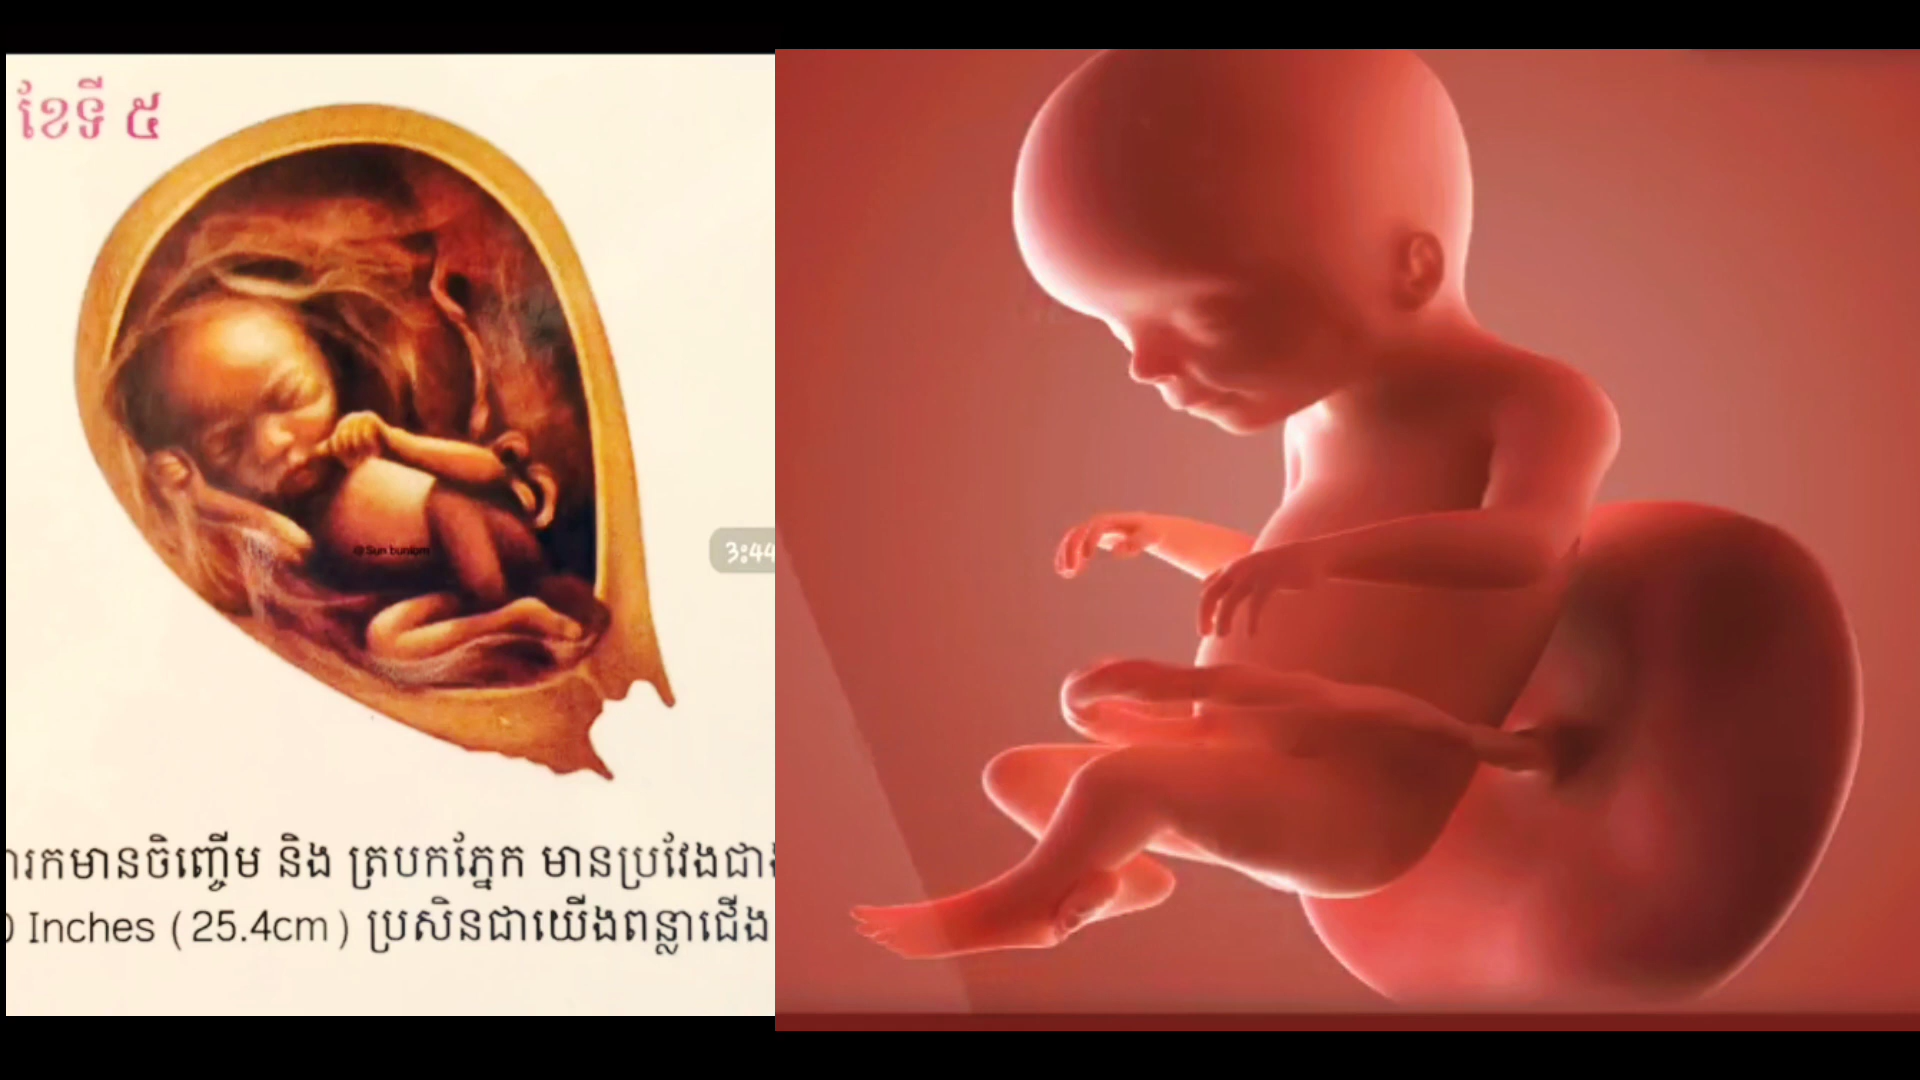 ខែទី ៥
@Sun bunlom
3:44
មានចិញ្ចើម និង ត្របកភ្នែក មានប្រវែងជា
Inches (25.4cm) ប្រសិនជាយើងពន្លាជើង